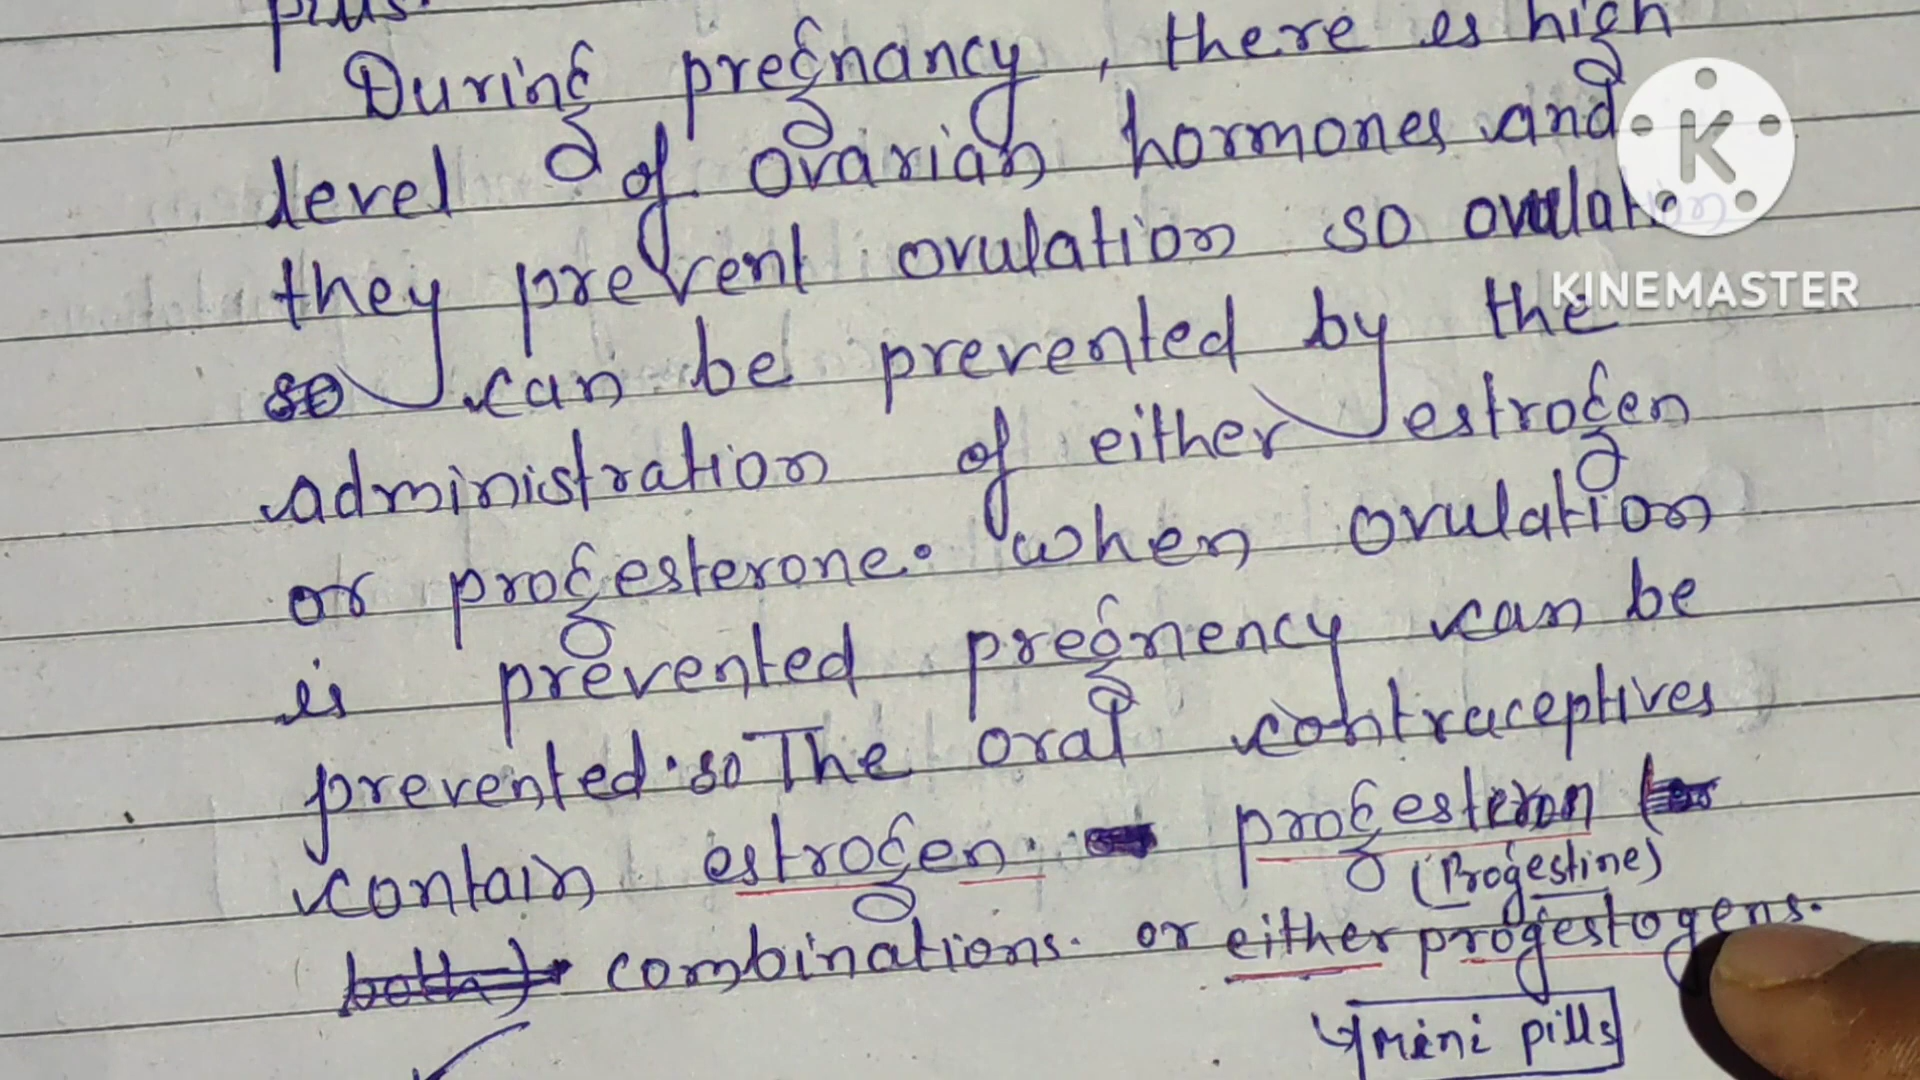 pills.
During pregnancy, there is high
level of ovarian hormones and
they prevent ovulation so ovulation
so can be prevented by the
administration of either estrogen
or progesterone. when ovulation
is prevented pregnency can be
prevented. so The oral contraceptives
contain estrogen. progesteron
(Progestine)
both) combinations. or either progestogens.
mini pills
K
KINEMASTER